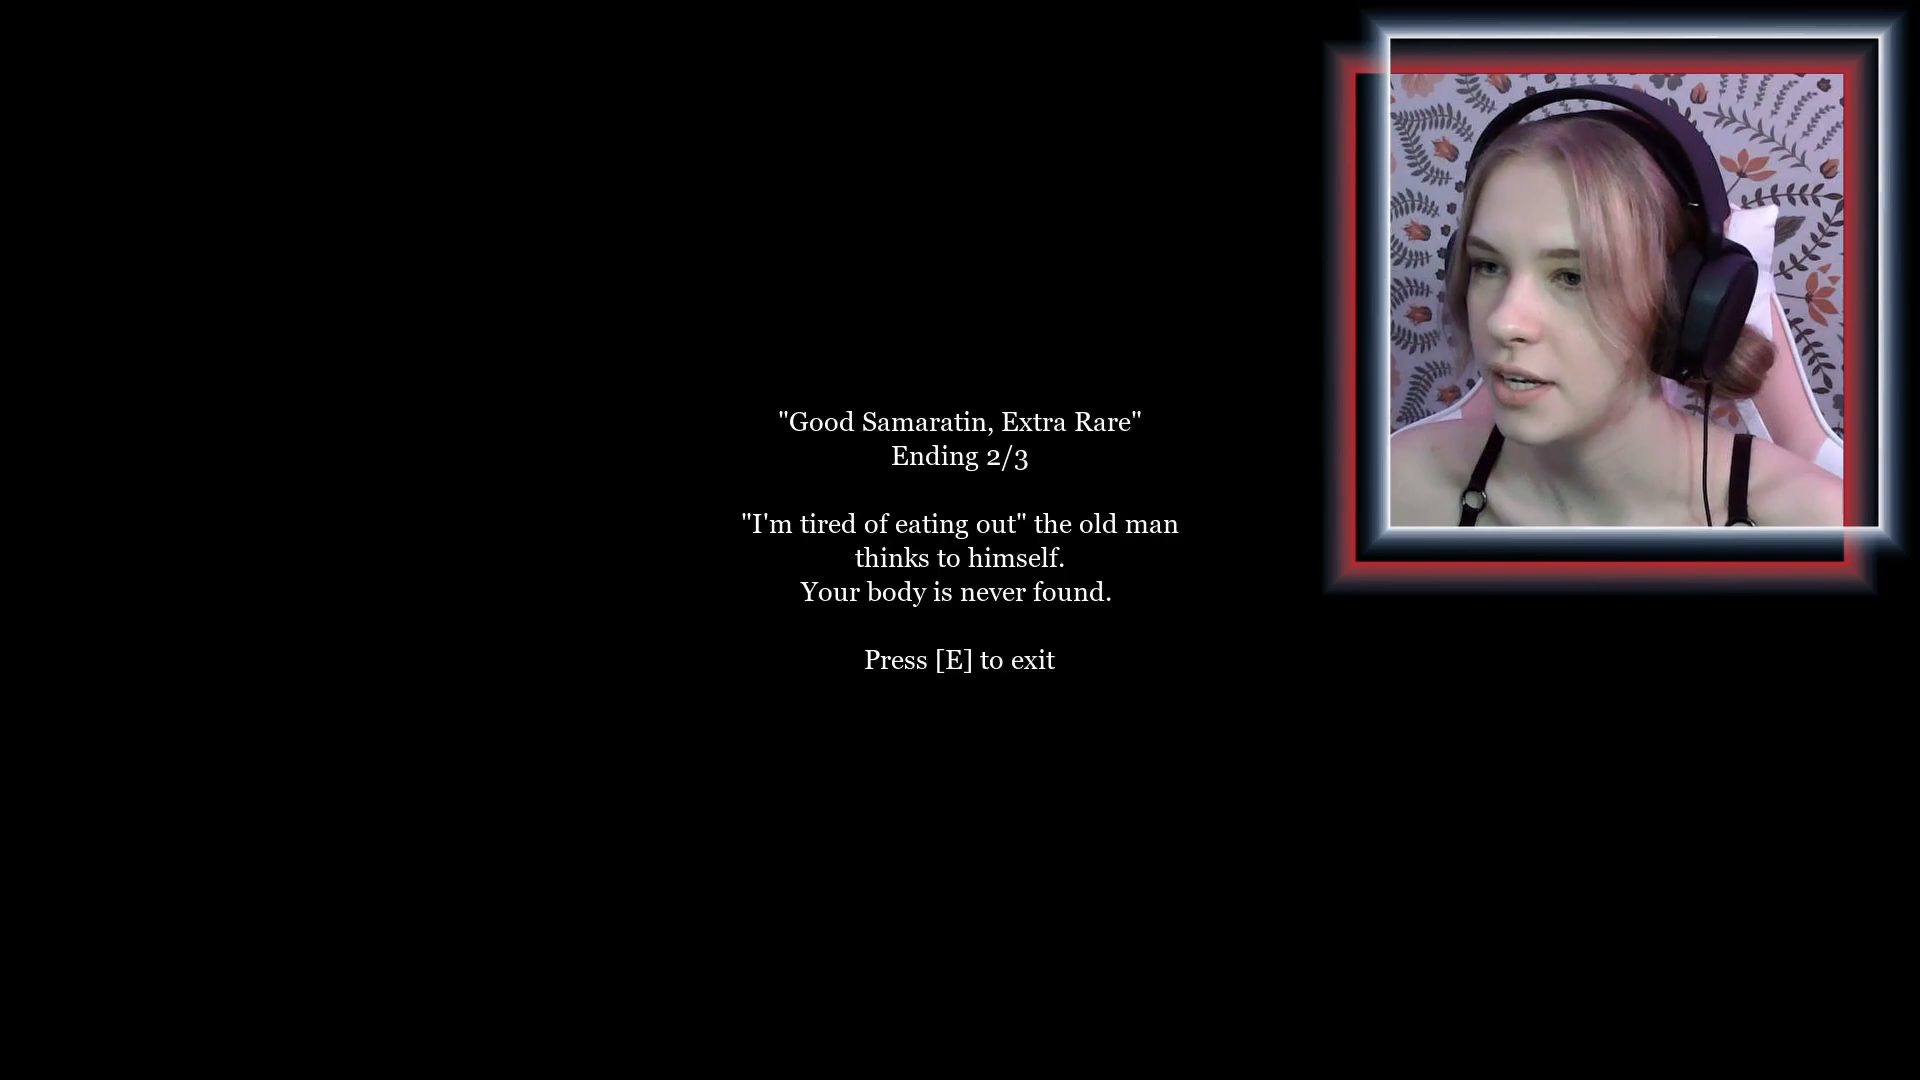 "Good Samaratin, Extra Rare"
Ending 2/3
"I'm tired of eating out" the old man
thinks to himself.
Your body is never found.
Press [E] to exit